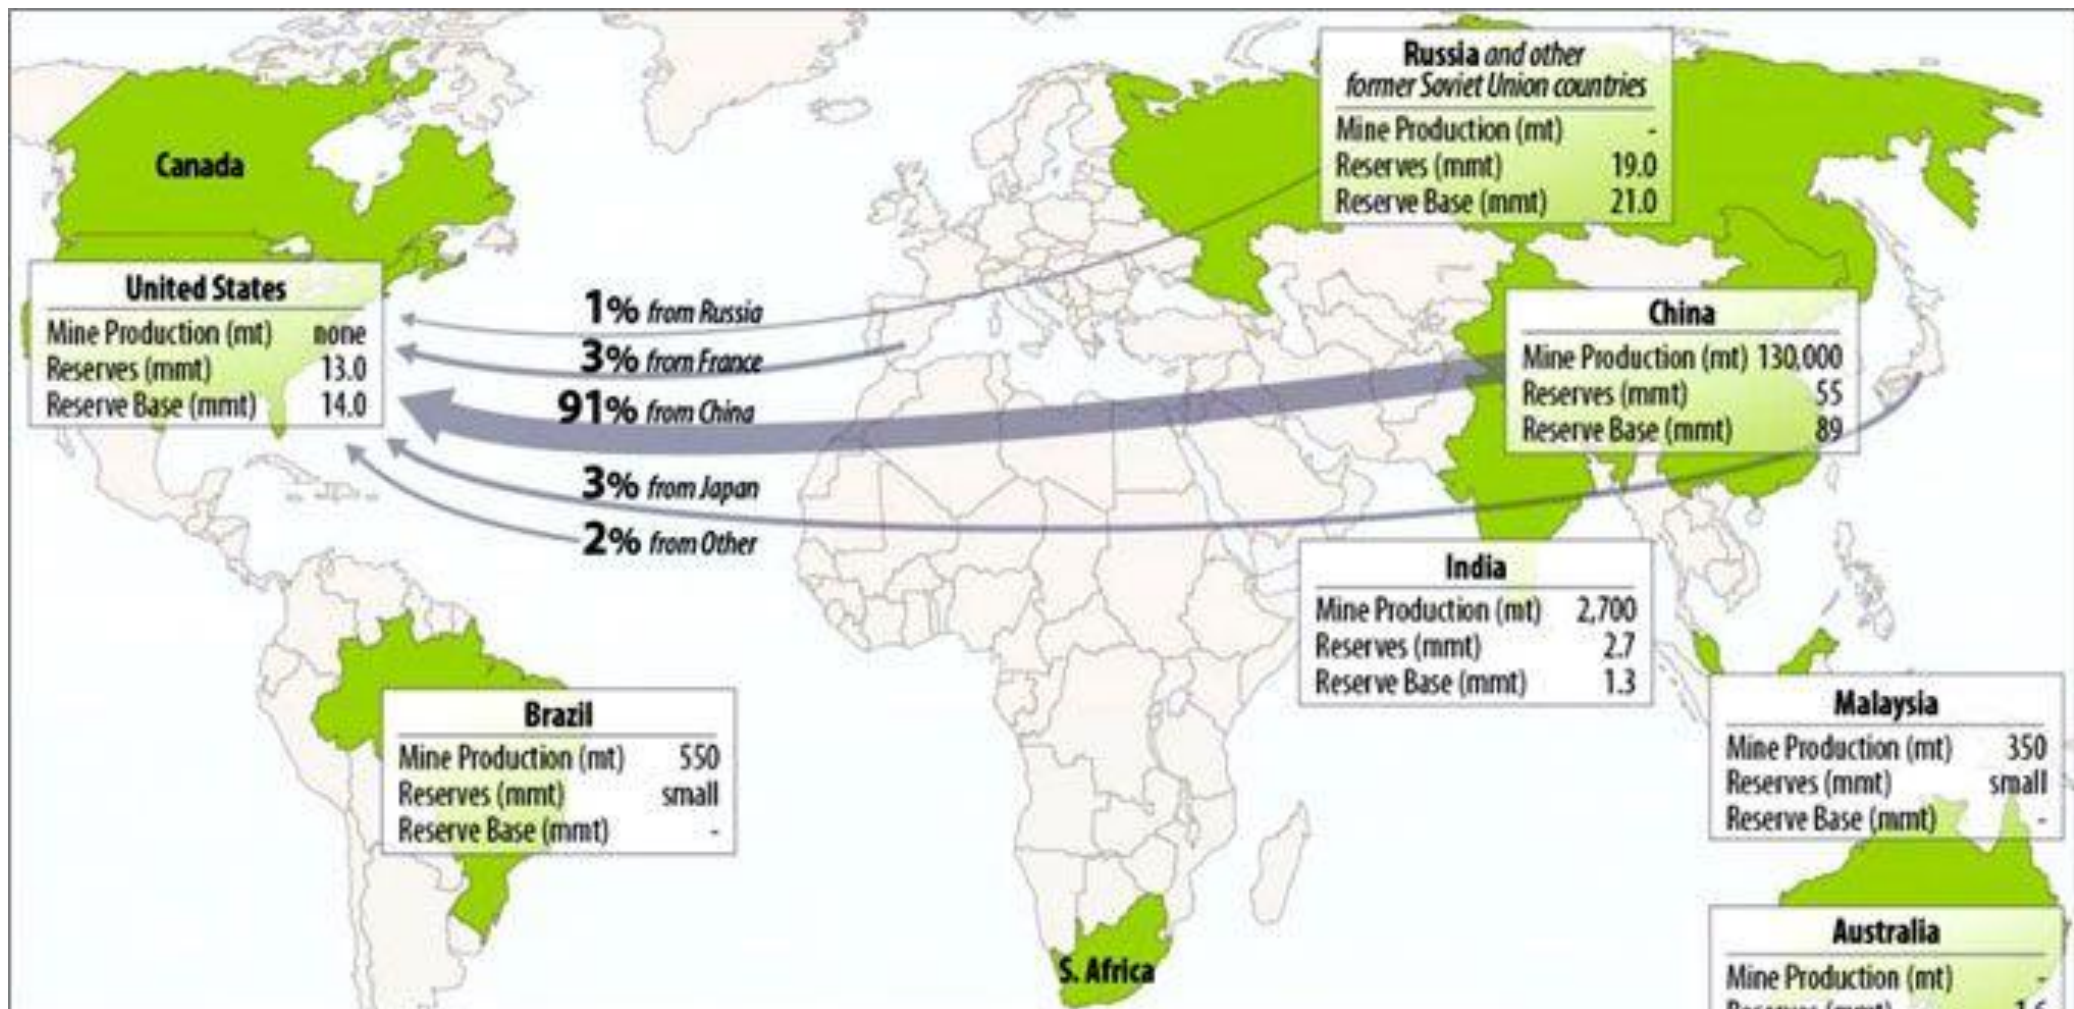 Russia and other
former Soviet Union countries
Mine Production (mt) -
Reserves (mmt) 19.0
Reserve Base (mmt) 21.0
Canada
United States
Mine Production (mt) none
Reserves (mmt) 13.0
Reserve Base (mmt) 14.0
1% from Russia
3% from France
91% from China
3% from Japan
2% from Other
China
Mine Production (mt) 130,000
Reserves (mmt) 55
Reserve Base (mmt) 89
India
Mine Production (mt) 2,700
Reserves (mmt) 2.7
Reserve Base (mmt) 1.3
Brazil
Mine Production (mt) 550
Reserves (mmt) small
Reserve Base (mmt) -
Malaysia
Mine Production (mt) 350
Reserves (mmt) small
Reserve Base (mmt) -
S. Africa
Australia
Mine Production (mt) -